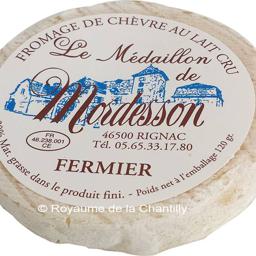 FROMAGE DE CHÈVRE AU LAIT CRU
Le Médaillon
de
Mordesson
FR
46.238.001
CE
46500 RIGNAC
Tél. 05.65.33.17.80
FERMIER
Mat. grasse dans le produit fini. - Poids net à l'emballage 120 gr.
© Royaume de la Chantilly